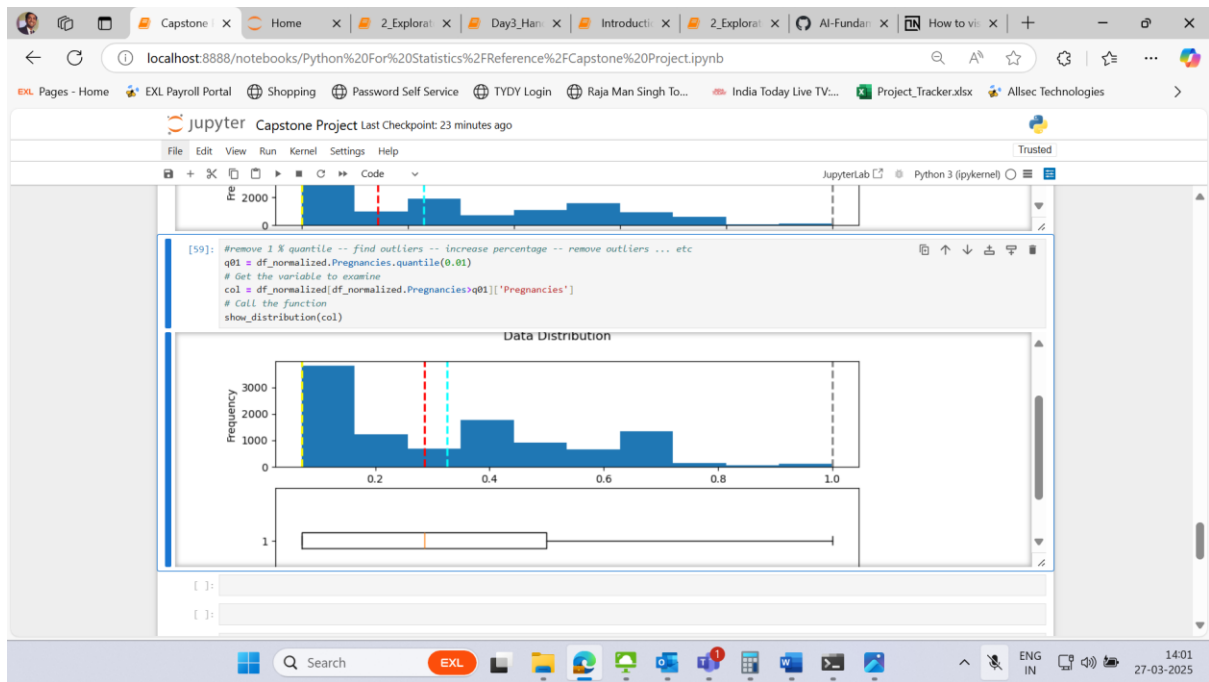 Capstone
Home
2_Explorat
Day3_Han
Introductio
2_Explorat
AI-Fundan
How to vis
localhost:8888/notebooks/Python%20For%20Statistics%2FReference%2FCapstone%20Project.ipynb
EXL Pages - Home
EXL Payroll Portal
Shopping
Password Self Service
TYDY Login
Raja Man Singh To...
India Today Live TV:...
Project_Tracker.xlsx
Allsec Technologies
jupyter Capstone Project Last Checkpoint: 23 minutes ago
File Edit View Run Kernel Settings Help
Trusted
Code
JupyterLab
Python 3 (ipykernel)
Fre
2000
0
[59]: #remove 1 % quantile -- find outliers -- increase percentage -- remove outliers ... etc
q01 = df_normalized.Pregnancies.quantile(0.01)
# Get the variable to examine
col = df_normalized[df_normalized.Pregnancies>q01]['Pregnancies']
# Call the function
show_distribution(col)
Data Distribution
Frequency
3000
2000
1000
0
0.2 0.4 0.6 0.8 1.0
1
[ ]:
[ ]:
Search
EXL
1
ENG
IN
14:01
27-03-2025